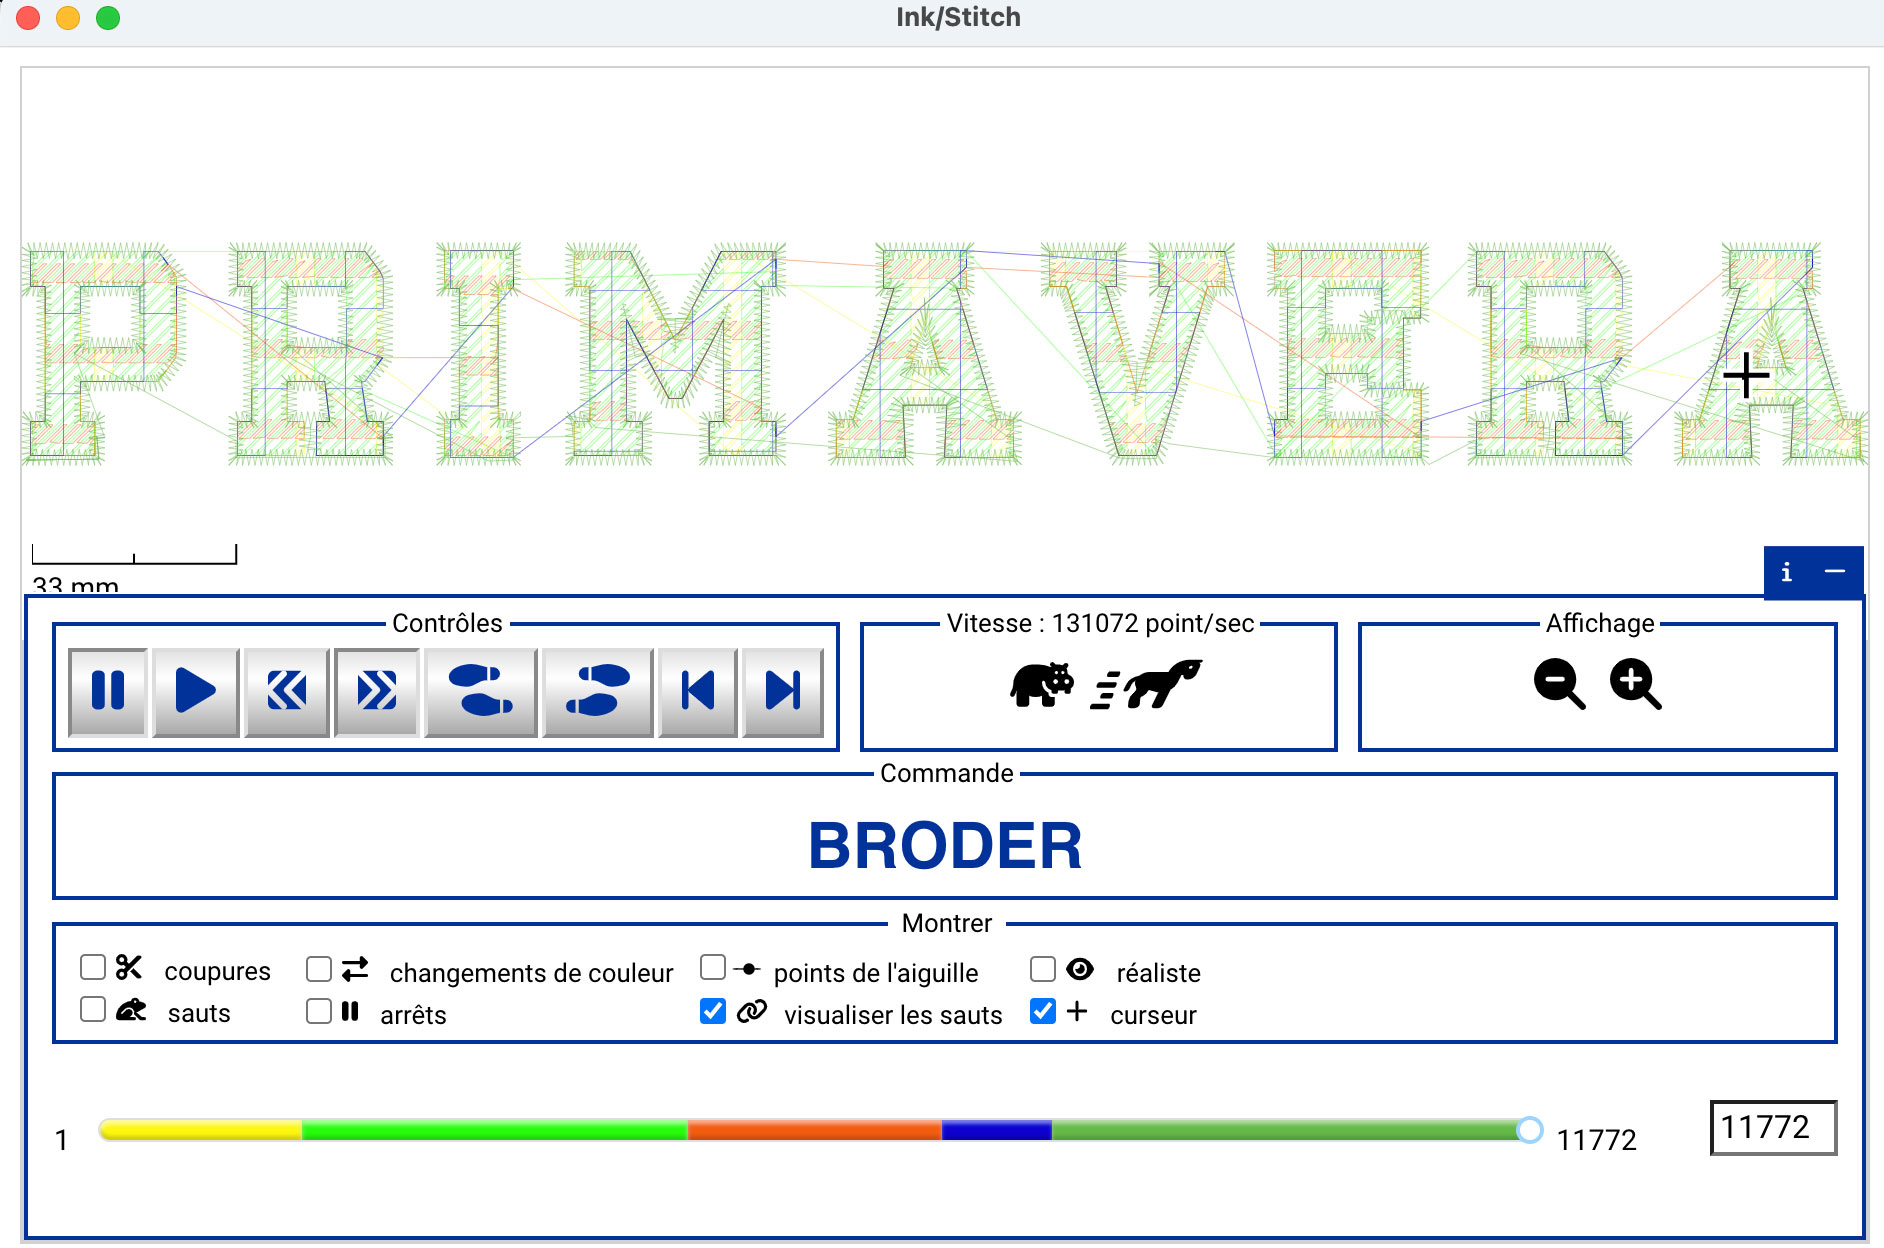 Ink/Stitch
PRIMAVERA
33 mm
i
Contrôles
Vitesse : 131072 point/sec
Affichage
Commande
BRODER
Montrer
coupures changements de couleur points de l'aiguille réaliste
sauts arrêts visualiser les sauts curseur
1 11772 11772